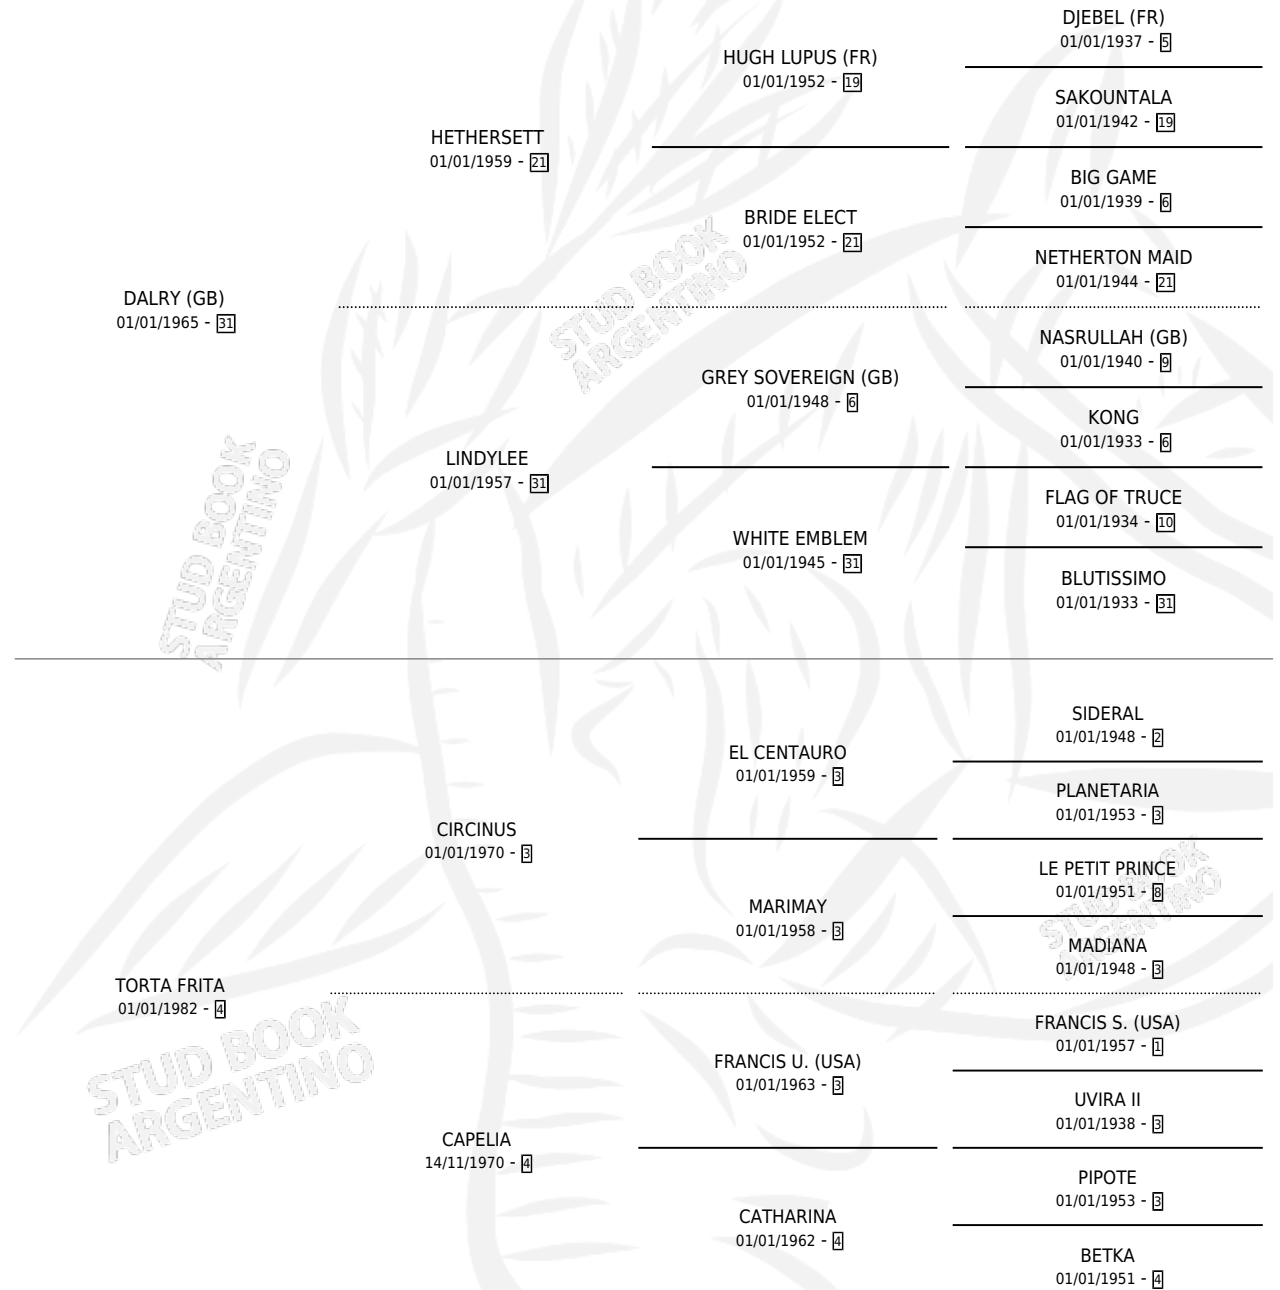 DJEBEL (FR)
01/01/1937 - 5
HUGH LUPUS (FR)
01/01/1952 - 19
SAKOUNTALA
01/01/1942 - 19
HETHERSETT
01/01/1959 - 21
BIG GAME
01/01/1939 - 6
BRIDE ELECT
01/01/1952 - 21
NETHERTON MAID
01/01/1944 - 21
DALRY (GB)
01/01/1965 - 31
STUD BOOK
ARGENTINO
NASRULLAH (GB)
01/01/1940 - 9
GREY SOVEREIGN (GB)
01/01/1948 - 6
KONG
01/01/1933 - 6
LINDYLEE
01/01/1957 - 31
FLAG OF TRUCE
01/01/1934 - 10
WHITE EMBLEM
01/01/1945 - 31
BLUTISSIMO
01/01/1933 - 31
STUD BOOK
ARGENTINO
SIDERAL
01/01/1948 - 2
EL CENTAURO
01/01/1959 - 3
PLANETARIA
01/01/1953 - 3
CIRCINUS
01/01/1970 - 3
LE PETIT PRINCE
01/01/1951 - 8
MARIMAY
01/01/1958 - 3
STUD BOOK
ARGENTINO
MADIANA
01/01/1948 - 3
TORTA FRITA
01/01/1982 - 4
STUD BOOK
ARGENTINO
FRANCIS S. (USA)
01/01/1957 - 1
FRANCIS U. (USA)
01/01/1963 - 3
UVIRA II
01/01/1938 - 3
CAPELIA
14/11/1970 - 4
PIPOTE
01/01/1953 - 3
CATHARINA
01/01/1962 - 4
BETKA
01/01/1951 - 4